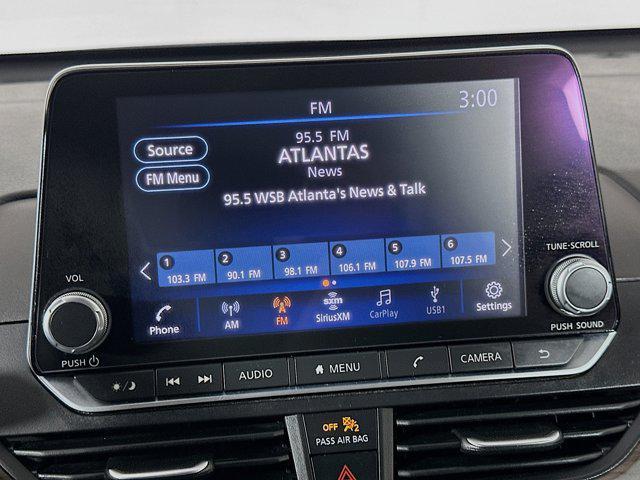 FM
3:00
Source
FM Menu
95.5 FM
ATLANTAS
News
95.5 WSB Atlanta's News & Talk
1 2 3 4 5 6
103.3 FM 90.1 FM 98.1 FM 106.1 FM 107.9 FM 107.5 FM
Phone AM FM sxm SiriusXM CarPlay USB1 Settings
VOL
PUSH
TUNE·SCROLL
PUSH SOUND
AUDIO MENU CAMERA
OFF 2
PASS AIR BAG